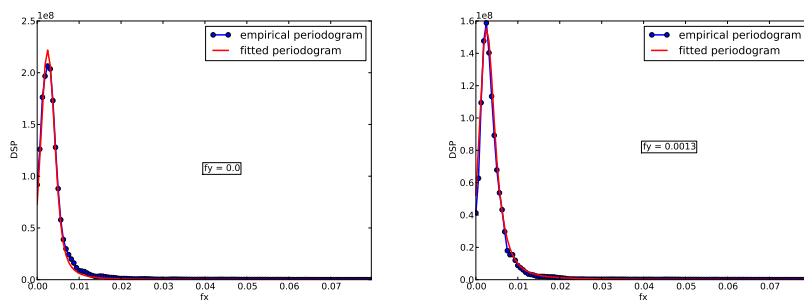 1e8
2.5
2.0
1.5
1.0
0.5
0.0
DSP
0.00 0.01 0.02 0.03 0.04 0.05 0.06 0.07
fx
empirical periodogram
fitted periodogram
fy = 0.0
1e8
1.6
1.4
1.2
1.0
0.8
0.6
0.4
0.2
0.0
DSP
0.00 0.01 0.02 0.03 0.04 0.05 0.06 0.07
fx
empirical periodogram
fitted periodogram
fy = 0.0013